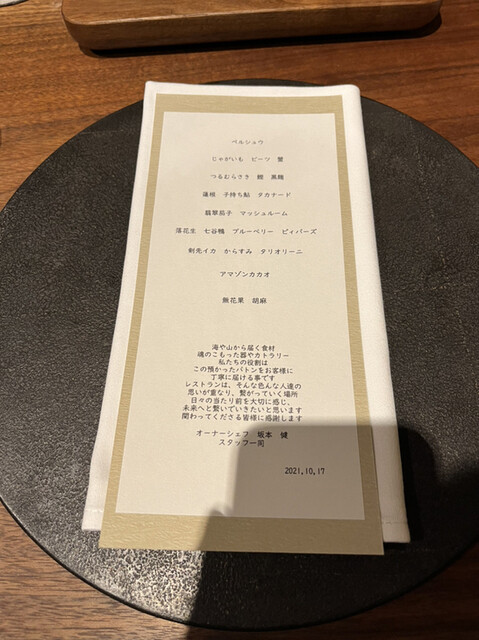 ペルシュウ
じゃがいも ビーツ 蟹
つるむらさき 鰹 黒麹
蓮根 子持ち鮎 タカナード
翡翠茄子 マッシュルーム
落花生 七谷鴨 ブルーベリー ビィバーズ
剣先イカ からすみ タリオリーニ
アマゾンカカオ
無花果 胡麻
海や山から届く食材
魂のこもった器やカトラリー
私たちの役割は
この預かったバトンをお客様に
丁寧に届ける事です
レストランは、そんな色んな人達の
思いが重なり、繋がっていく場所
日々の当たり前を大切に感じ、
未来へと繋いでいきたいと思います
関わってくださる皆様に感謝します
オーナーシェフ 坂本 健
スタッフ一同
2021.10.17